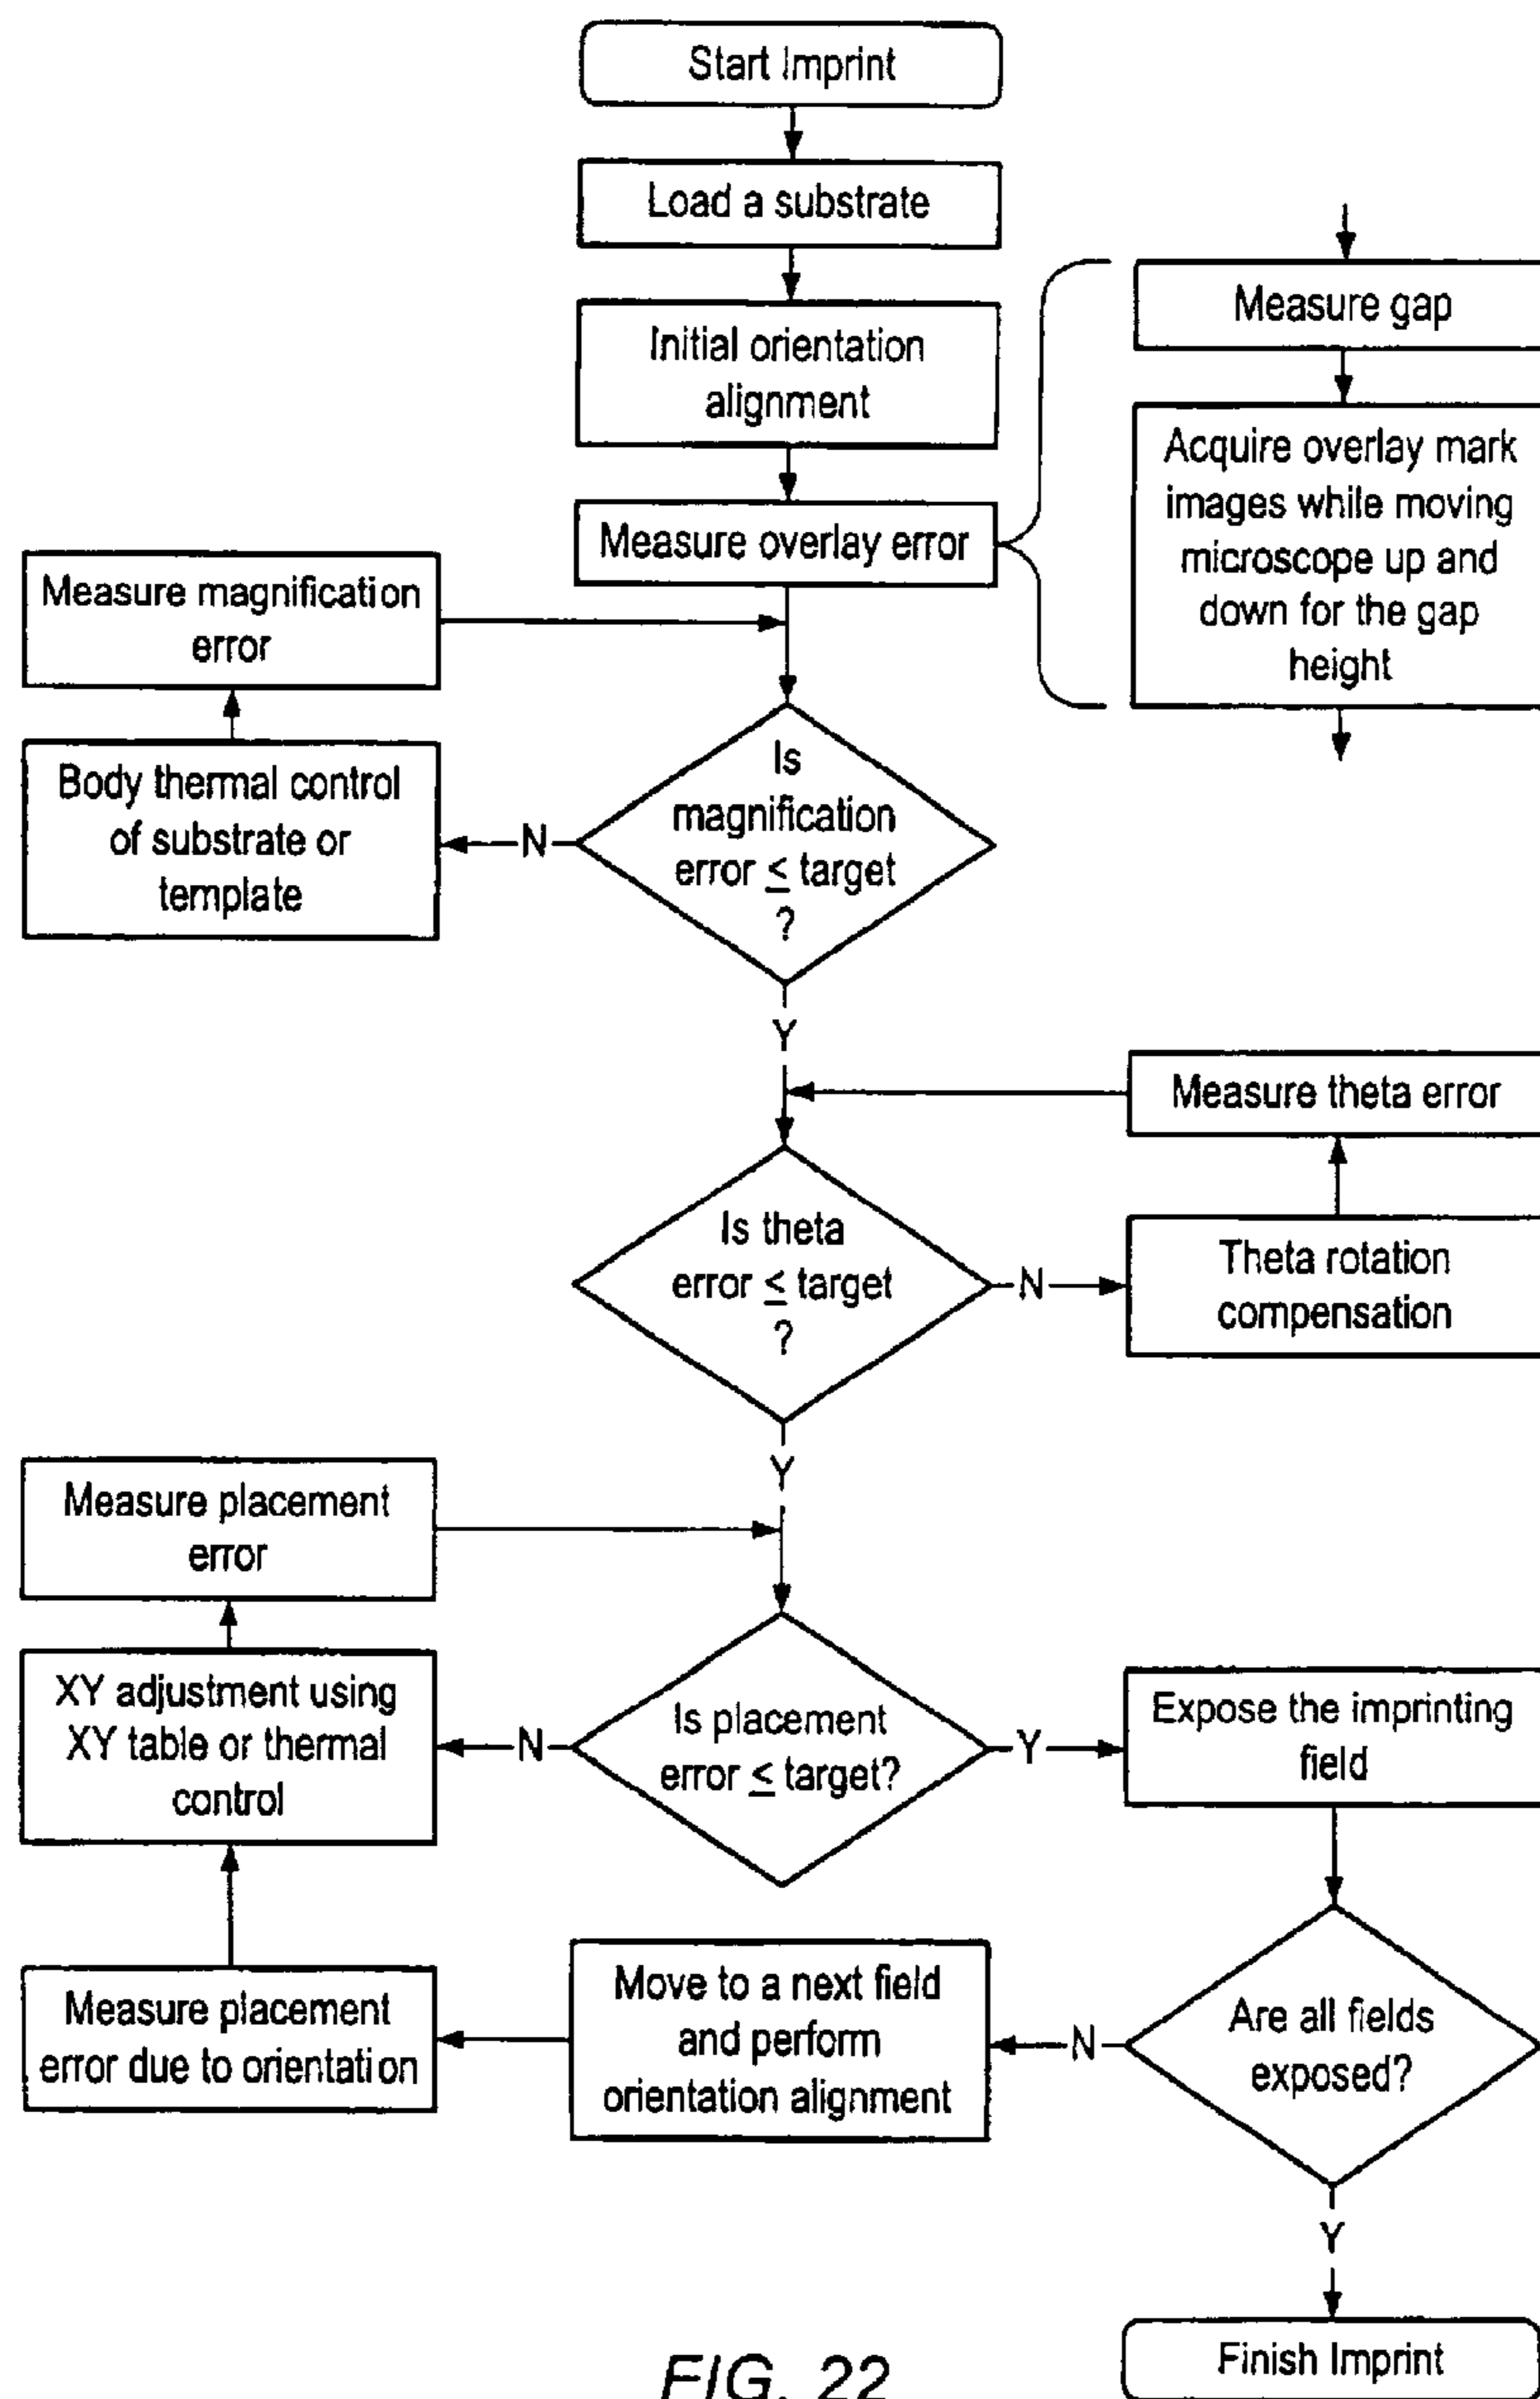 Start Imprint
Load a substrate
Initial orientation
alignment
Measure overlay error
Measure gap
Acquire overlay mark
images while moving
microscope up and
down for the gap
height
Measure magnification
error
Body thermal control
of substrate or
template
N
Is
magnification
error ≤ target
?
Y
Measure theta error
Is theta
error ≤ target
?
N
Theta rotation
compensation
Y
Measure placement
error
XY adjustment using
XY table or thermal
control
N
Is placement
error ≤ target?
Y
Expose the imprinting
field
Measure placement
error due to orientation
Move to a next field
and perform
orientation alignment
N
Are all fields
exposed?
Y
Finish Imprint
FIG. 22